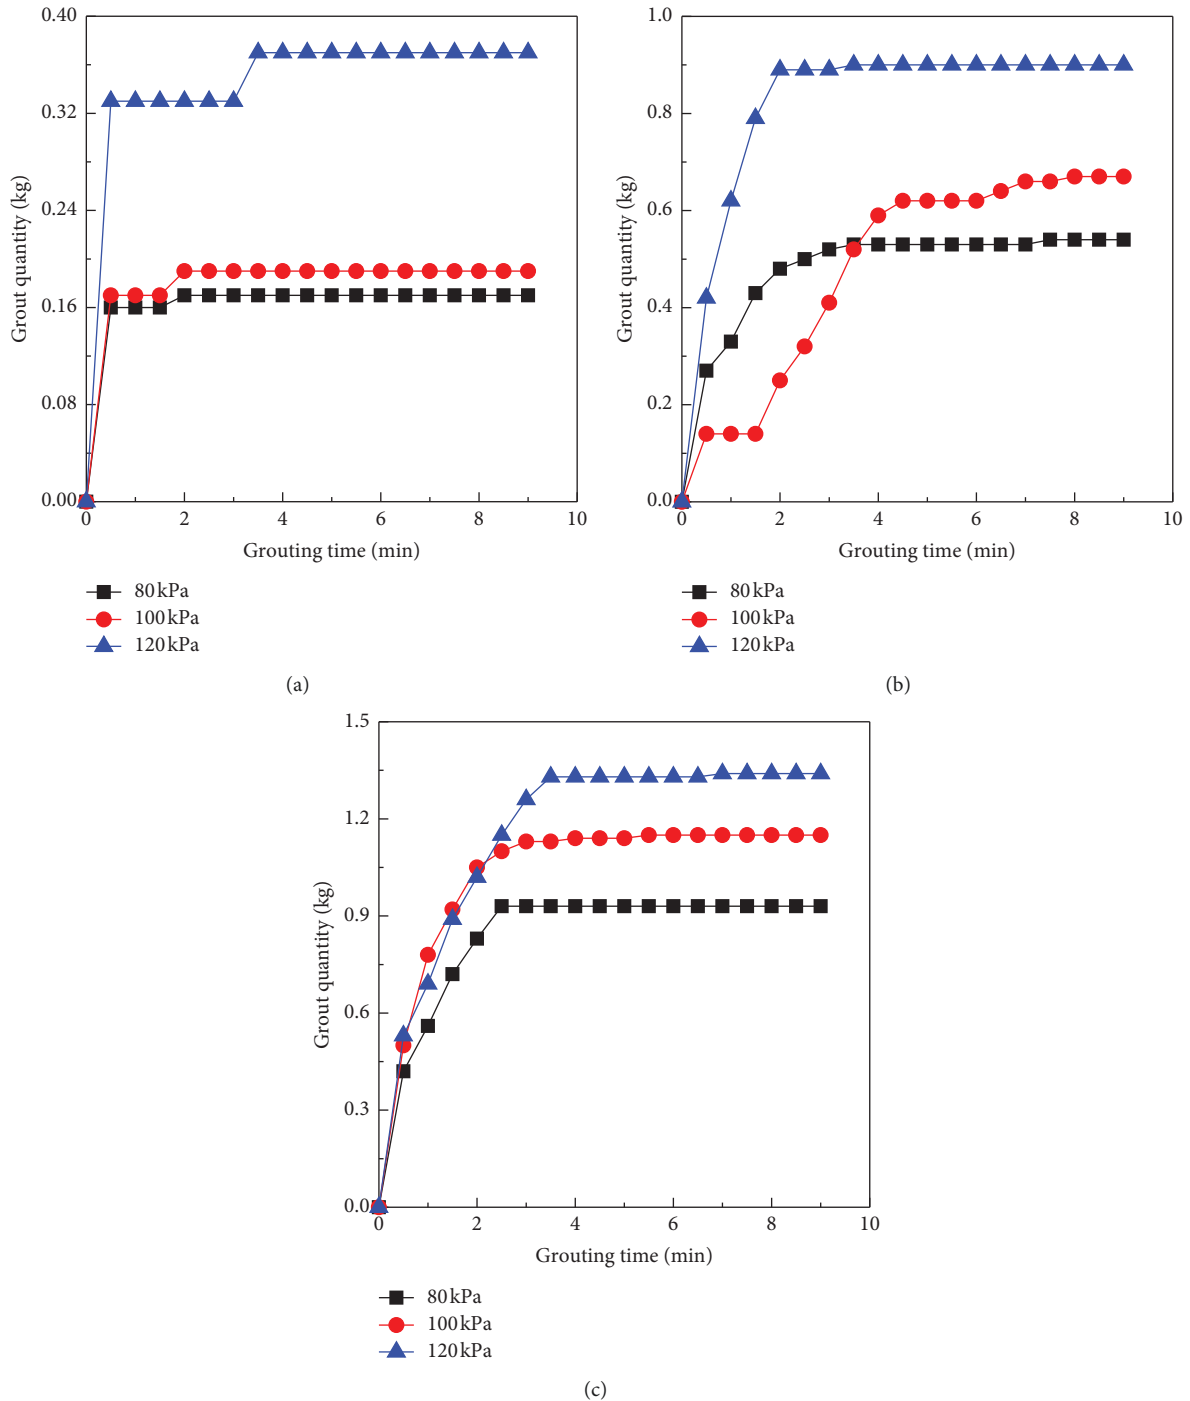 0.40
0.32
0.24
0.16
0.08
0.00
Grout quantity (kg)
0 2 4 6 8 10
Grouting time (min)
80 kPa
100 kPa
120 kPa
(a)
1.0
0.8
0.6
0.4
0.2
0.0
Grout quantity (kg)
0 2 4 6 8 10
Grouting time (min)
80 kPa
100 kPa
120 kPa
(b)
1.5
1.2
0.9
0.6
0.3
0.0
Grout quantity (kg)
0 2 4 6 8 10
Grouting time (min)
80 kPa
100 kPa
120 kPa
(c)